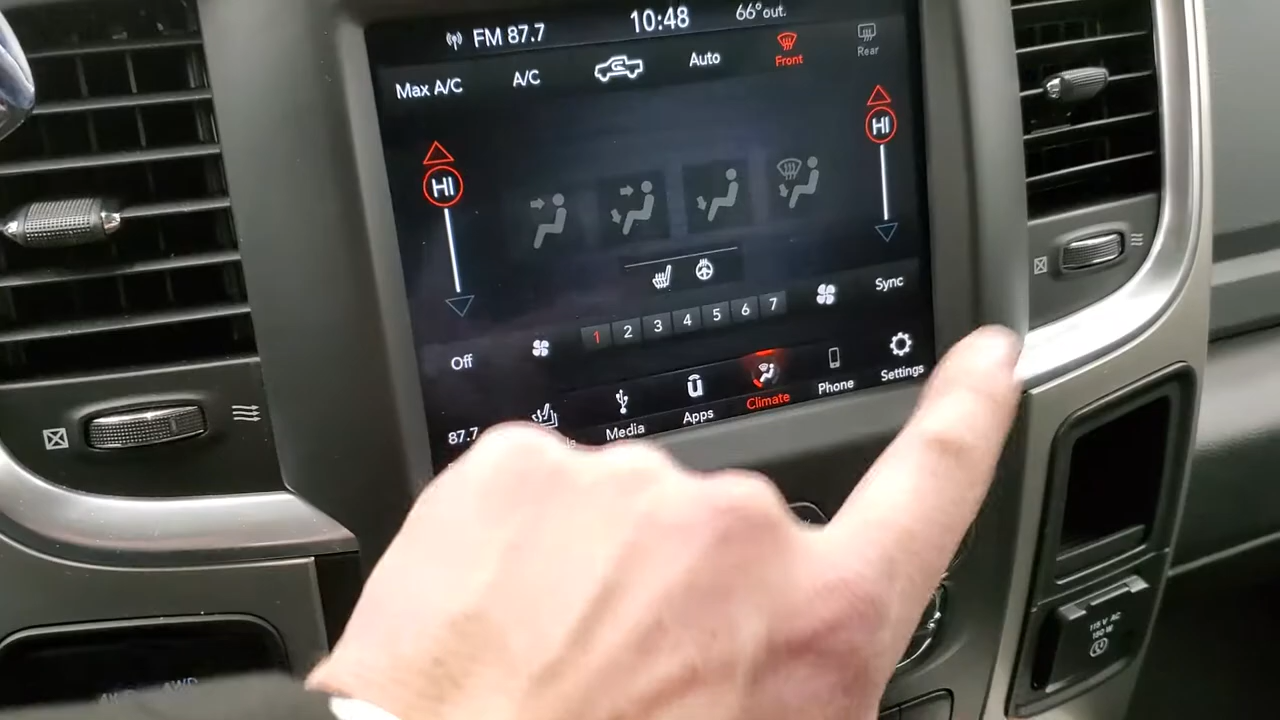 FM 87.7
10:48
66°out.
Max A/C
A/C
Auto
Front
Rear
HI
HI
1 2 3 4 5 6 7
Sync
Off
87.7
Media
Apps
Climate
Phone
Settings
115 V AC
4WD